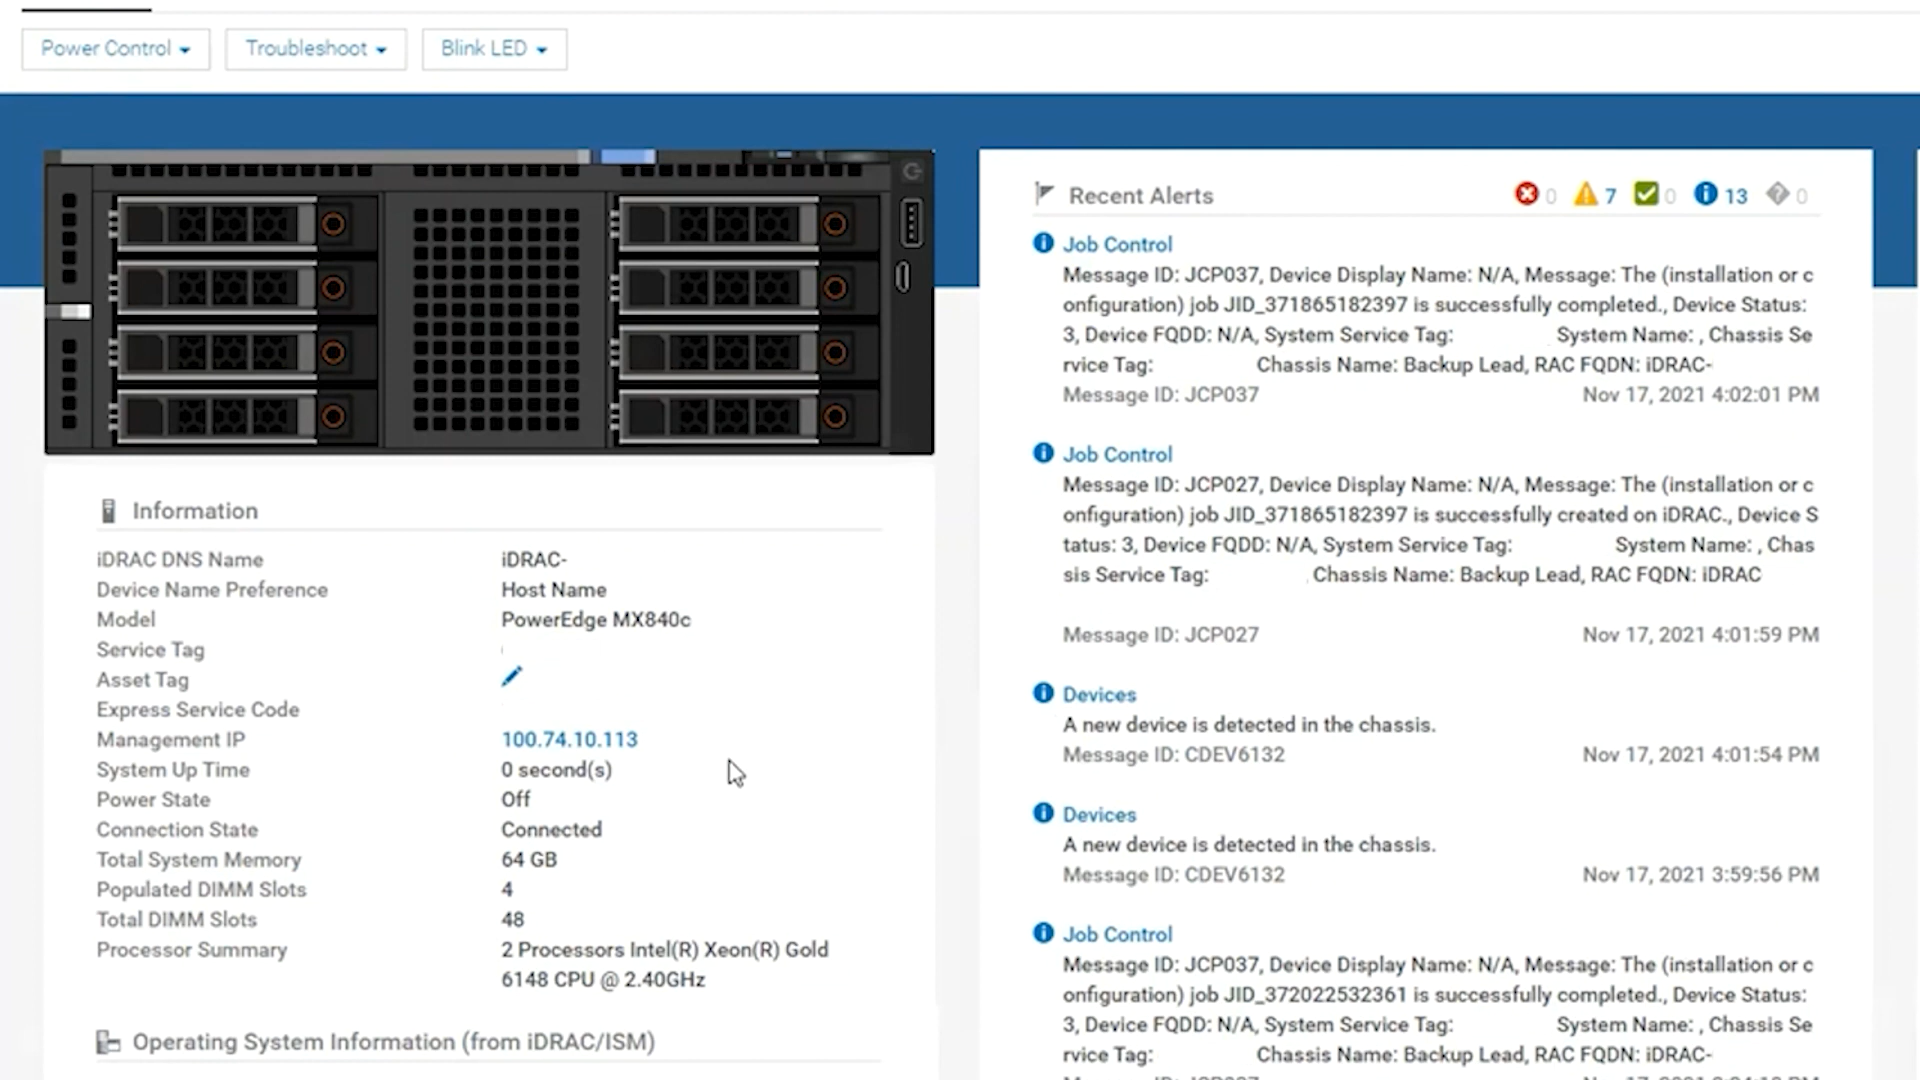 Power Control
Troubleshoot
Blink LED
Information
iDRAC DNS Name iDRAC-
Device Name Preference Host Name
Model PowerEdge MX840c
Service Tag
Asset Tag
Express Service Code
Management IP 100.74.10.113
System Up Time 0 second(s)
Power State Off
Connection State Connected
Total System Memory 64 GB
Populated DIMM Slots 4
Total DIMM Slots 48
Processor Summary 2 Processors Intel(R) Xeon(R) Gold
6148 CPU @ 2.40GHz
Operating System Information (from iDRAC/ISM)
Recent Alerts 0 7 0 13 0
Job Control
Message ID: JCP037, Device Display Name: N/A, Message: The (installation or c
onfiguration) job JID_371865182397 is successfully completed., Device Status:
3, Device FQDD: N/A, System Service Tag: System Name: , Chassis Se
rvice Tag: Chassis Name: Backup Lead, RAC FQDN: iDRAC-
Message ID: JCP037 Nov 17, 2021 4:02:01 PM
Job Control
Message ID: JCP027, Device Display Name: N/A, Message: The (installation or c
onfiguration) job JID_371865182397 is successfully created on iDRAC., Device S
tatus: 3, Device FQDD: N/A, System Service Tag: System Name: , Chas
sis Service Tag: Chassis Name: Backup Lead, RAC FQDN: iDRAC
Message ID: JCP027 Nov 17, 2021 4:01:59 PM
Devices
A new device is detected in the chassis.
Message ID: CDEV6132 Nov 17, 2021 4:01:54 PM
Devices
A new device is detected in the chassis.
Message ID: CDEV6132 Nov 17, 2021 3:59:56 PM
Job Control
Message ID: JCP037, Device Display Name: N/A, Message: The (installation or c
onfiguration) job JID_372022532361 is successfully completed., Device Status:
3, Device FQDD: N/A, System Service Tag: System Name: , Chassis Se
rvice Tag: Chassis Name: Backup Lead, RAC FQDN: iDRAC-